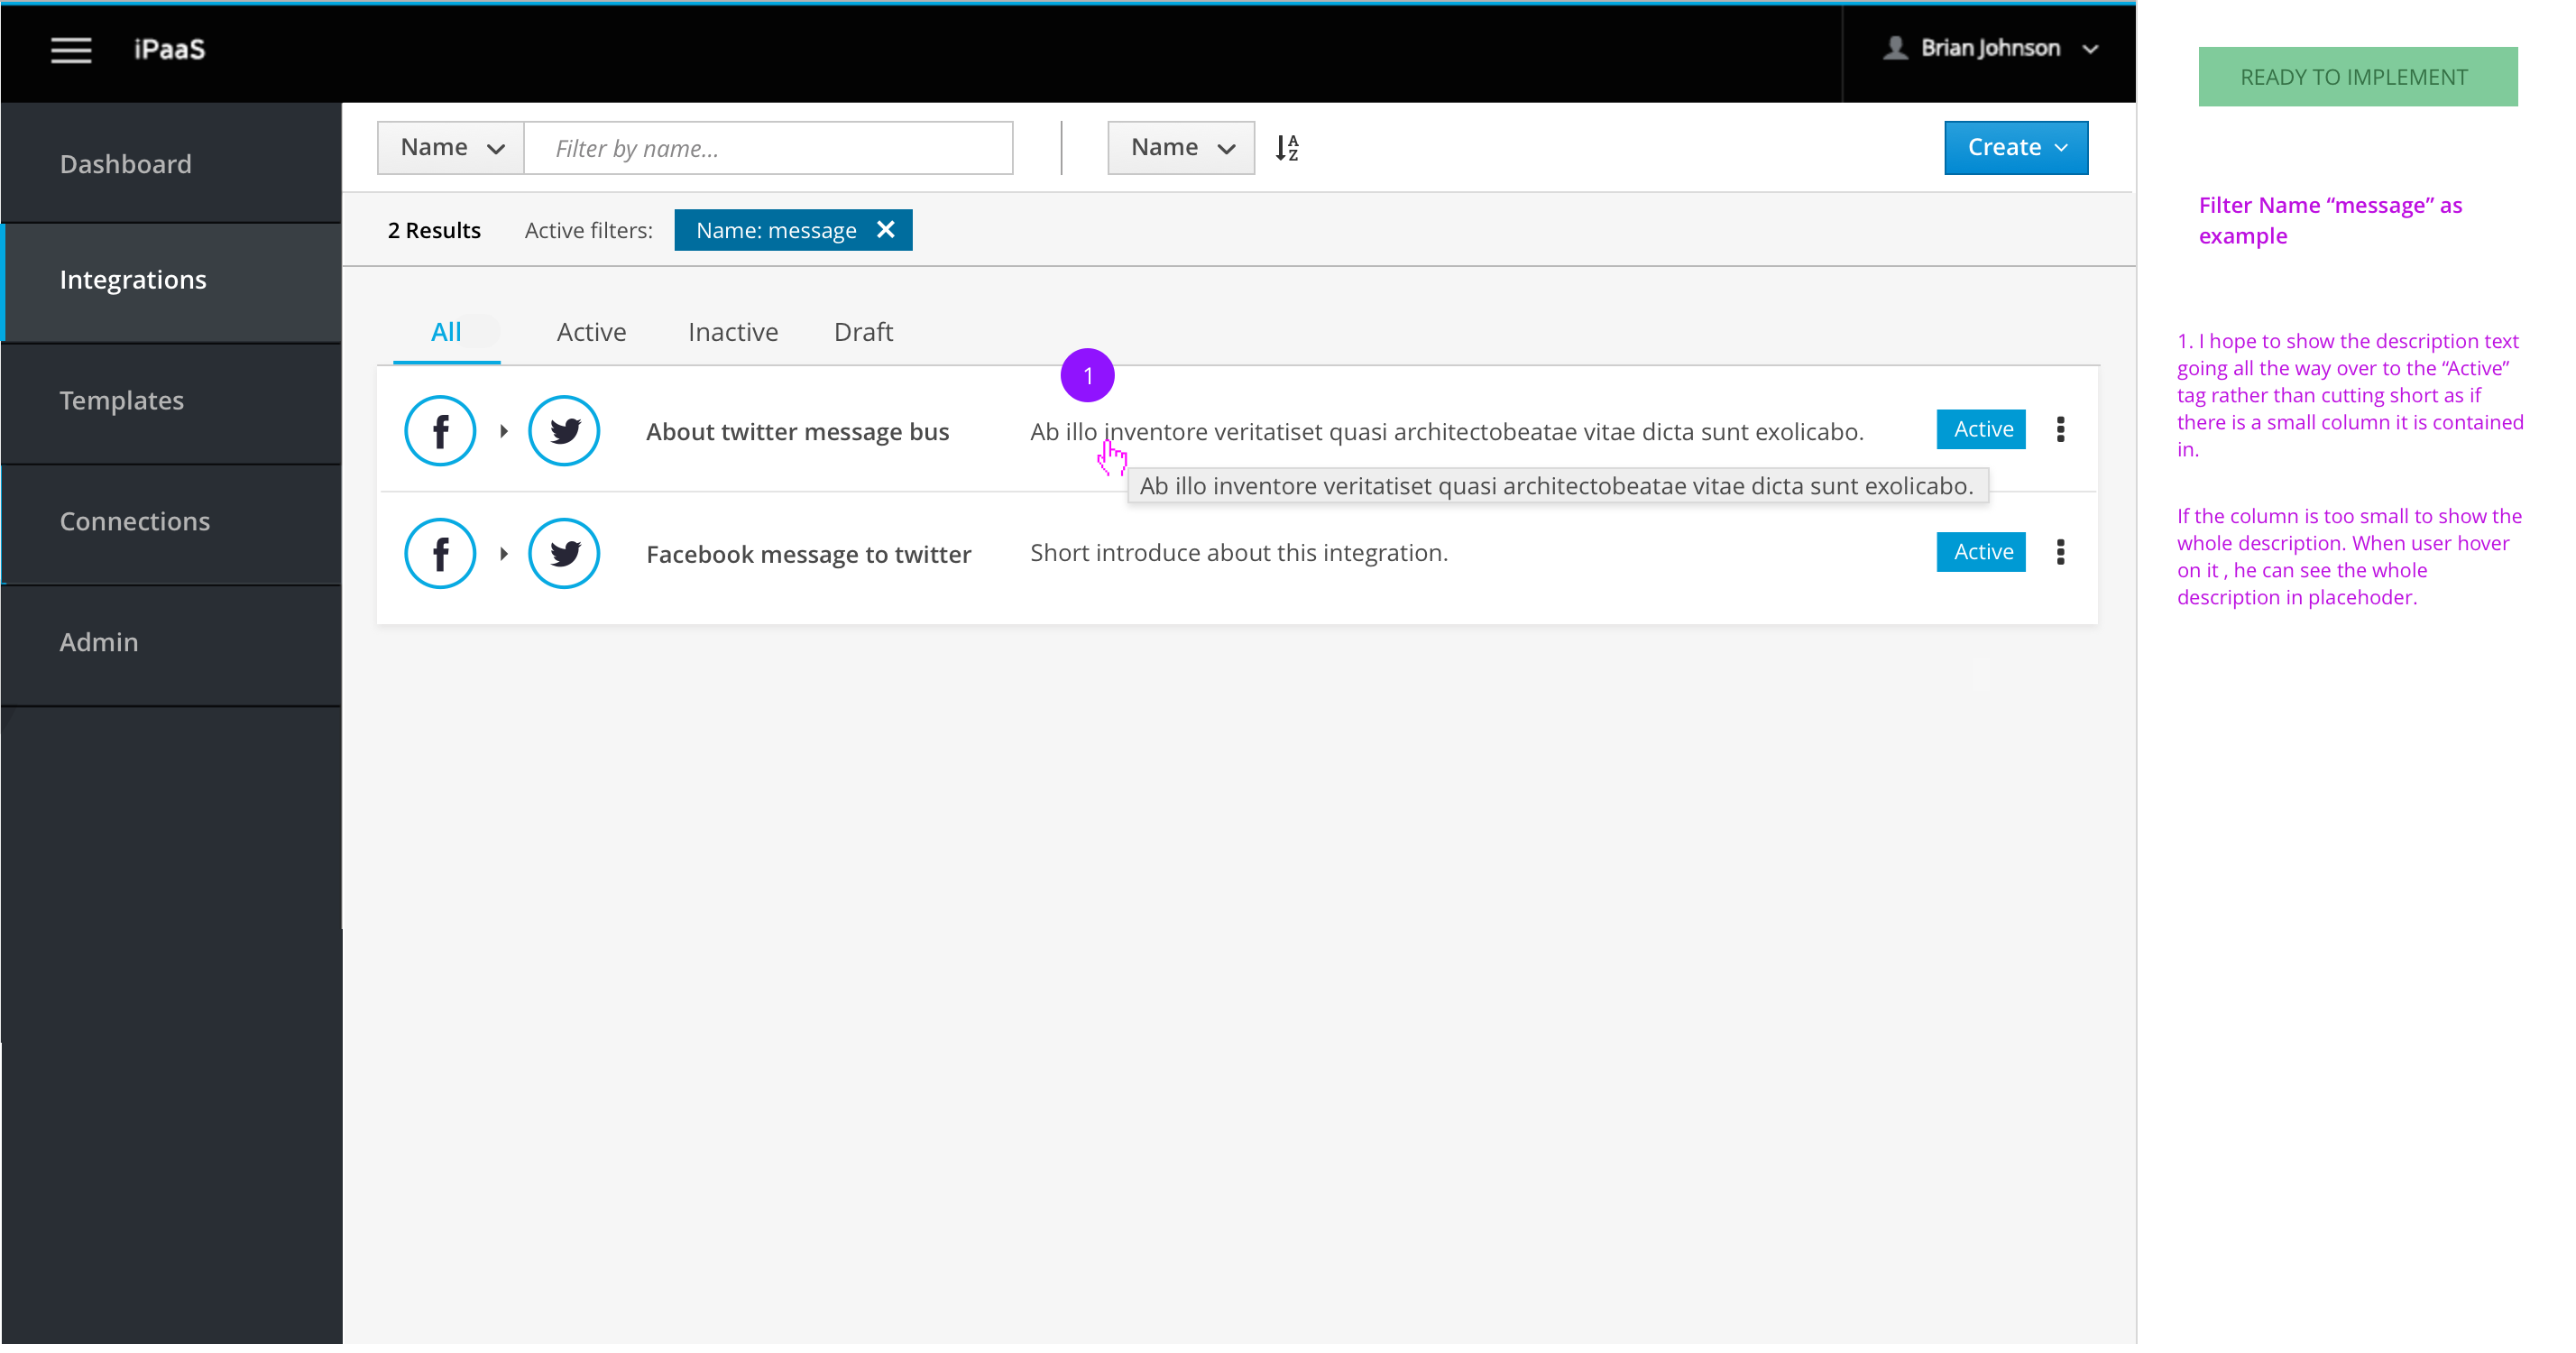 iPaaS
Brian Johnson
READY TO IMPLEMENT
Dashboard
Integrations
Templates
Connections
Admin
Name
Filter by name...
Name
A
Z
Create
2 Results
Active filters:
Name: message
All
Active
Inactive
Draft
1
About twitter message bus
Ab illo inventore veritatiset quasi architectobeatae vitae dicta sunt exolicabo.
Active
Ab illo inventore veritatiset quasi architectobeatae vitae dicta sunt exolicabo.
Facebook message to twitter
Short introduce about this integration.
Active
Filter Name “message” as
example
1. I hope to show the description text
going all the way over to the “Active”
tag rather than cutting short as if
there is a small column it is contained
in.
If the column is too small to show the
whole description. When user hover
on it , he can see the whole
description in placehoder.